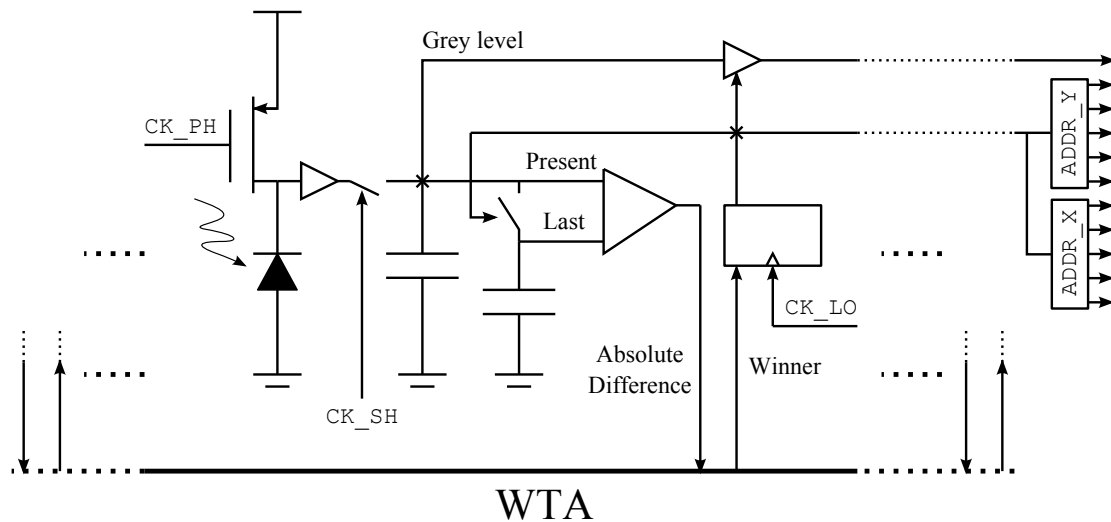 Grey level
CK_PH
Present
Last
ADDR_Y
ADDR_X
CK_LO
Absolute
Difference
Winner
CK_SH
WTA